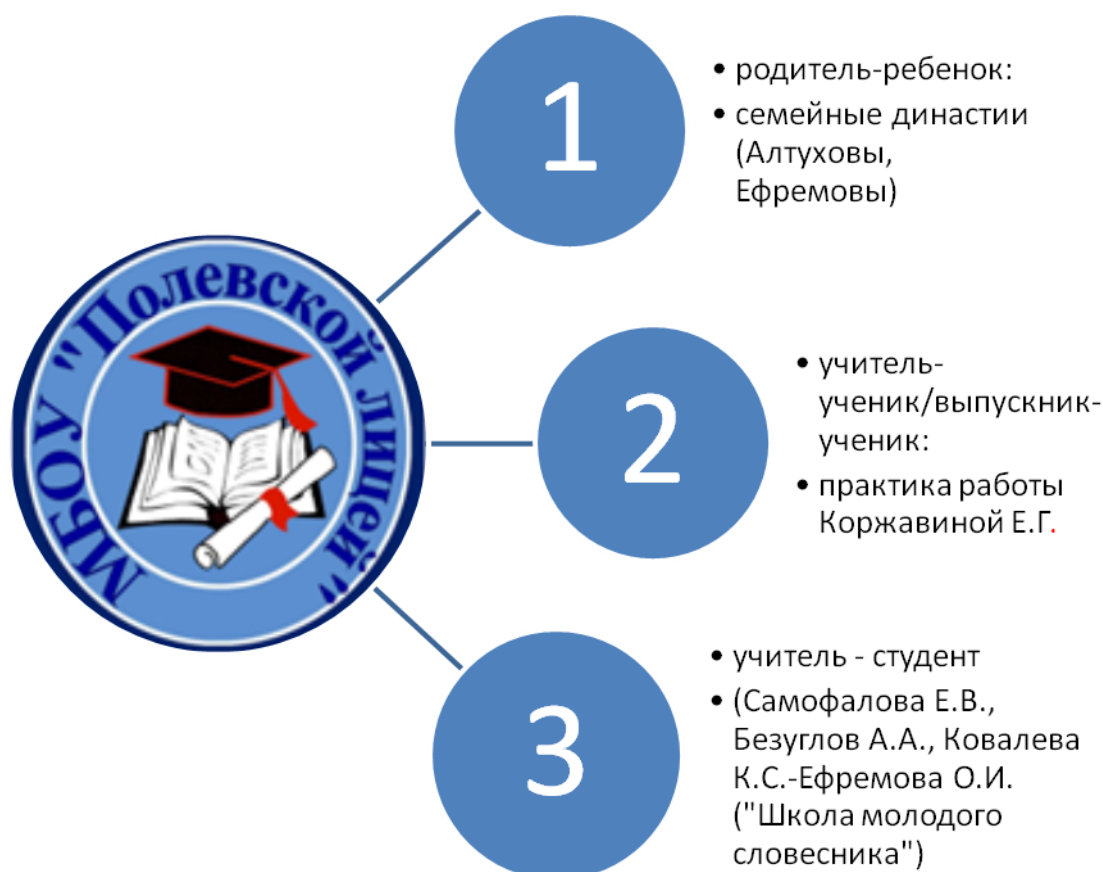 МБОУ "Полевской лицей"
1
• родитель-ребенок:
• семейные династии
(Алтуховы,
Ефремовы)
2
• учитель-
ученик/выпускник-
ученик:
• практика работы
Коржавиной Е.Г.
3
• учитель - студент
• (Самофалова Е.В.,
Безуглов А.А., Ковалева
К.С.-Ефремова О.И.
("Школа молодого
словесника")